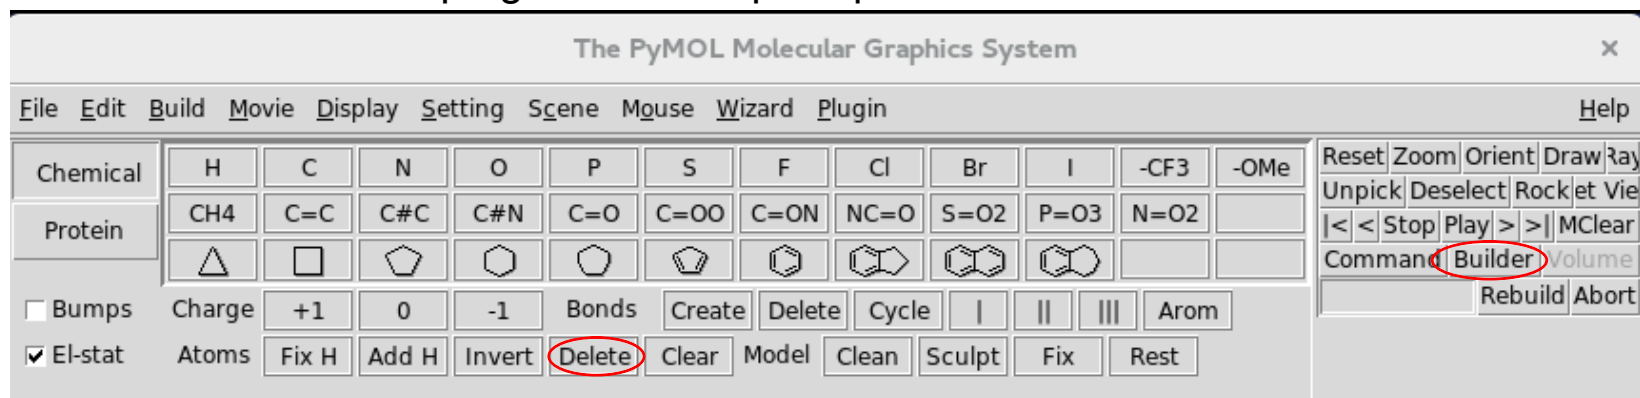 The PyMOL Molecular Graphics System ×
File Edit Build Movie Display Setting Scene Mouse Wizard Plugin Help
Chemical H C N O P S F Cl Br I -CF3 -OMe
Reset Zoom Orient Draw Ray
Protein CH4 C=C C#C C#N C=O C=OO C=ON NC=O S=O2 P=O3 N=O2
Unpick Deselect Rock et Vie
|< < Stop Play > >| MClear
Command Builder Volume
Bumps Charge +1 0 -1 Bonds Create Delete Cycle | || ||| Arom
Rebuild Abort
El-stat Atoms Fix H Add H Invert Delete Clear Model Clean Sculpt Fix Rest